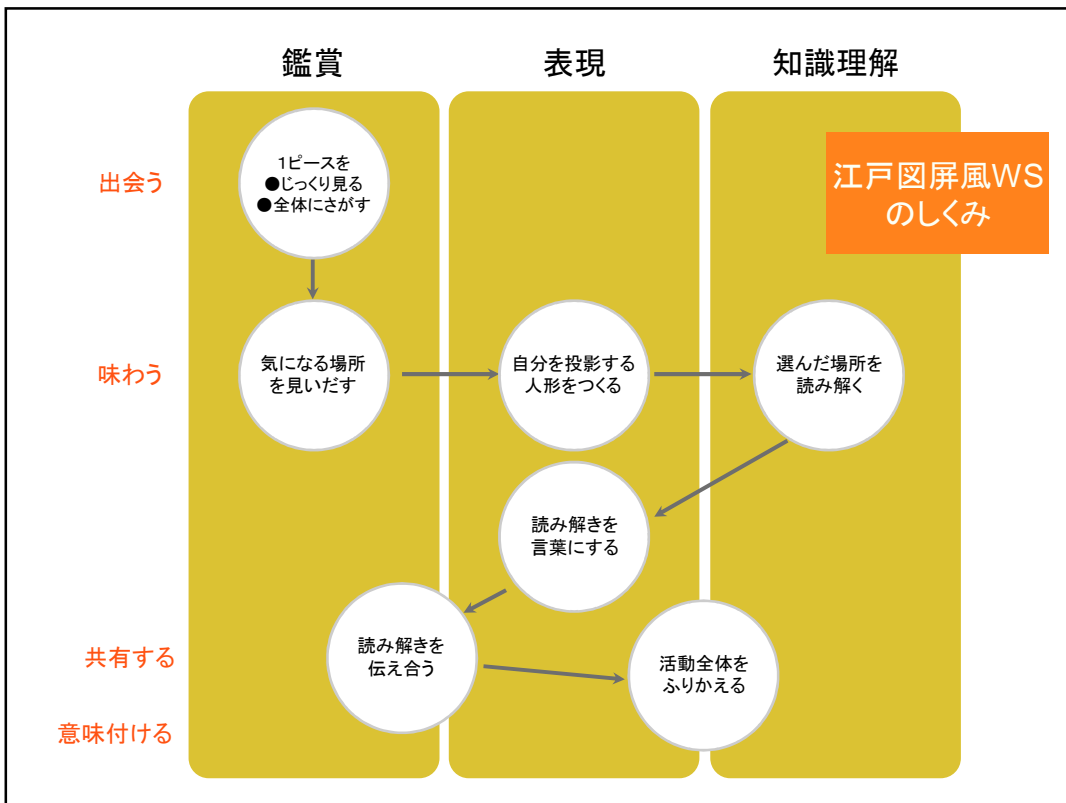 鑑賞
表現
知識理解
江戸図屏風WS
のしくみ
出会う
1ピースを
●じっくり見る
●全体にさがす
味わう
気になる場所
を見いだす
自分を投影する
人形をつくる
選んだ場所を
読み解く
読み解きを
言葉にする
共有する
読み解きを
伝え合う
活動全体を
ふりかえる
意味付ける